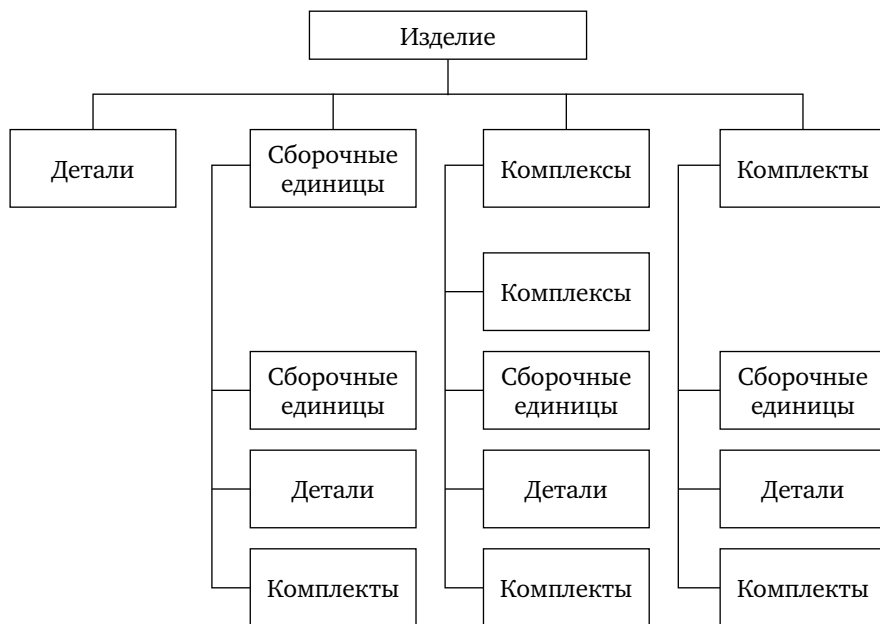 Изделие
Детали
Сборочные
единицы
Комплексы
Комплекты
Комплексы
Сборочные
единицы
Сборочные
единицы
Сборочные
единицы
Детали
Детали
Детали
Комплекты
Комплекты
Комплекты